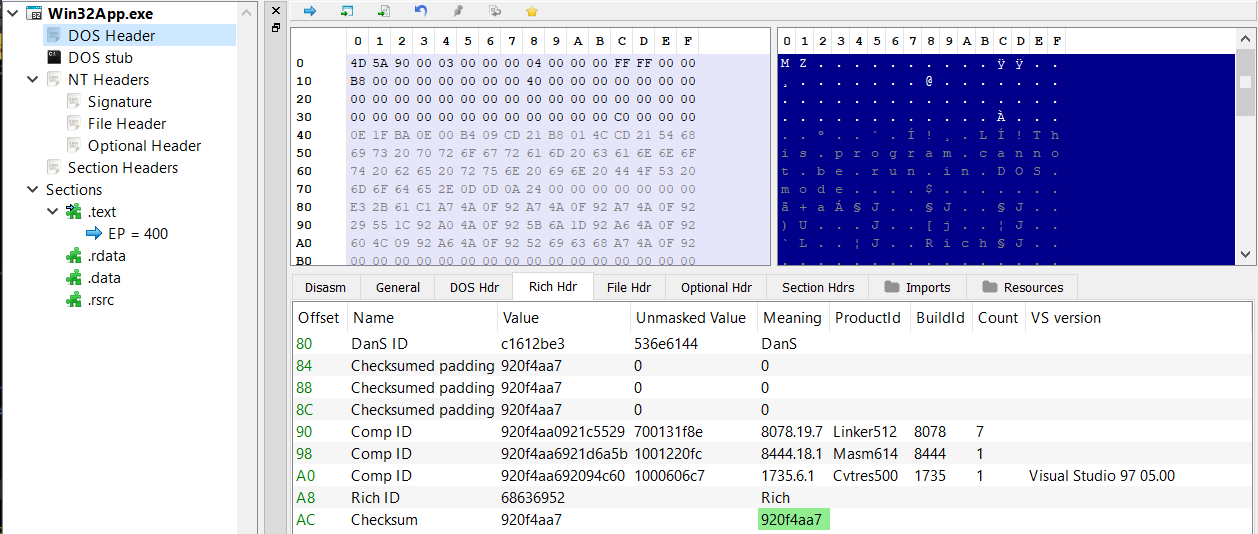 Win32App.exe
DOS Header
DOS stub
NT Headers
Signature
File Header
Optional Header
Section Headers
Sections
.text
EP = 400
.rdata
.data
.rsrc
0 1 2 3 4 5 6 7 8 9 A B C D E F
0 4D 5A 90 00 03 00 00 00 04 00 00 00 FF FF 00 00
10 B8 00 00 00 00 00 00 00 40 00 00 00 00 00 00 00
20 00 00 00 00 00 00 00 00 00 00 00 00 00 00 00 00
30 00 00 00 00 00 00 00 00 00 00 00 00 C0 00 00 00
40 0E 1F BA 0E 00 B4 09 CD 21 B8 01 4C CD 21 54 68
50 69 73 20 70 72 6F 67 72 61 6D 20 63 61 6E 6E 6F
60 74 20 62 65 20 72 75 6E 20 69 6E 20 44 4F 53 20
70 6D 6F 64 65 2E 0D 0D 0A 24 00 00 00 00 00 00 00
80 E3 2B 61 C1 A7 4A 0F 92 A7 4A 0F 92 A7 4A 0F 92
90 29 55 1C 92 A0 4A 0F 92 5B 6A 1D 92 A6 4A 0F 92
A0 60 4C 09 92 A6 4A 0F 92 52 69 63 68 A7 4A 0F 92
B0 00 00 00 00 00 00 00 00 00 00 00 00 00 00 00 00
0 1 2 3 4 5 6 7 8 9 A B C D E F
M Z . . . . . . . . . . ÿ ÿ . .
¸ . . . . . . . @ . . . . . . .
. . . . . . . . . . . . . . . .
. . . . . . . . . . . . À . . .
. . º . . ´ . Í ! ¸ . L Í ! T h
i s . p r o g r a m . c a n n o
t . b e . r u n . i n . D O S .
m o d e . . . . $ . . . . . . .
ã + a Á § J . . § J . . § J . .
) U . . . J . . [ j . . ¦ J . .
` L . . ¦ J . . R i c h § J . .
. . . . . . . . . . . . . . . .
Disasm General DOS Hdr Rich Hdr File Hdr Optional Hdr Section Hdrs Imports Resources
Offset Name Value Unmasked Value Meaning ProductId BuildId Count VS version
80 DanS ID c1612be3 536e6144 DanS
84 Checksumed padding 920f4aa7 0 0
88 Checksumed padding 920f4aa7 0 0
8C Checksumed padding 920f4aa7 0 0
90 Comp ID 920f4aa0921c5529 700131f8e 8078.19.7 Linker512 8078 7
98 Comp ID 920f4aa6921d6a5b 1001220fc 8444.18.1 Masm614 8444 1
A0 Comp ID 920f4aa692094c60 1000606c7 1735.6.1 Cvtres500 1735 1 Visual Studio 97 05.00
A8 Rich ID 68636952 Rich
AC Checksum 920f4aa7 920f4aa7